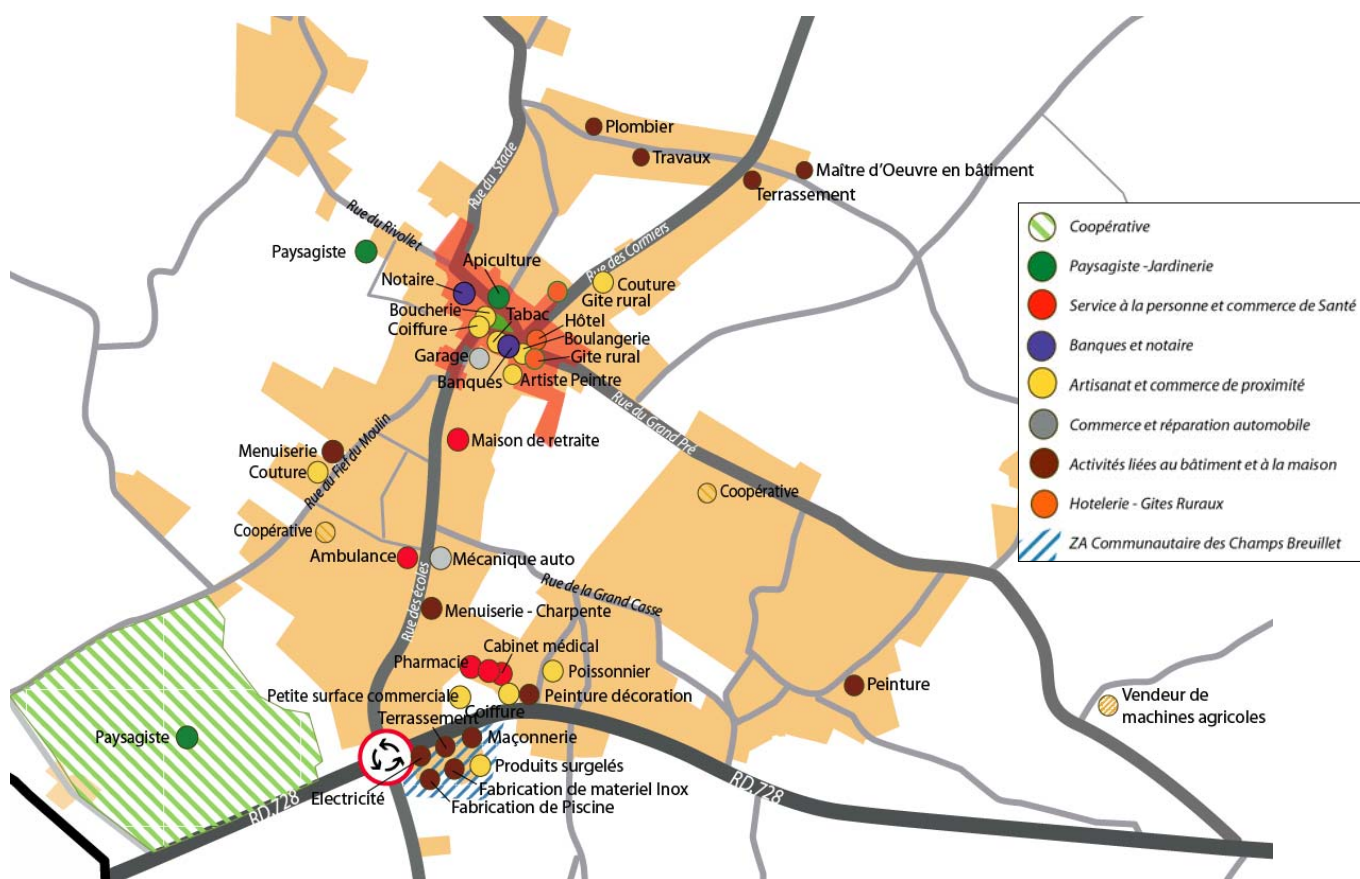 Plombier
Travaux
Maître d'Oeuvre en bâtiment
Terrassement
Rue du Stade
Rue du Rivollet
Paysagiste
Apiculture
Rue des Cormiers
Notaire
Couture
Gite rural
Boucherie
Tabac
Coiffure
Hôtel
Boulangerie
Garage
Gite rural
Banques
Artiste Peintre
Rue du Grand Pré
Maison de retraite
Menuiserie
Couture
Rue du Fief du Moulin
Coopérative
Coopérative
Ambulance
Mécanique auto
Rue de la Grand Casse
Rue des écoles
Menuiserie - Charpente
Cabinet médical
Pharmacie
Poissonnier
Peinture
Petite surface commerciale
Peinture décoration
Coiffure
Terrassement
Vendeur de
machines agricoles
Paysagiste
Maçonnerie
Produits surgelés
Electricité
Fabrication de materiel Inox
Fabrication de Piscine
RD.728
RD.728
Coopérative
Paysagiste -Jardinerie
Service à la personne et commerce de Santé
Banques et notaire
Artisanat et commerce de proximité
Commerce et réparation automobile
Activités liées au bâtiment et à la maison
Hotelerie - Gites Ruraux
ZA Communautaire des Champs Breuillet